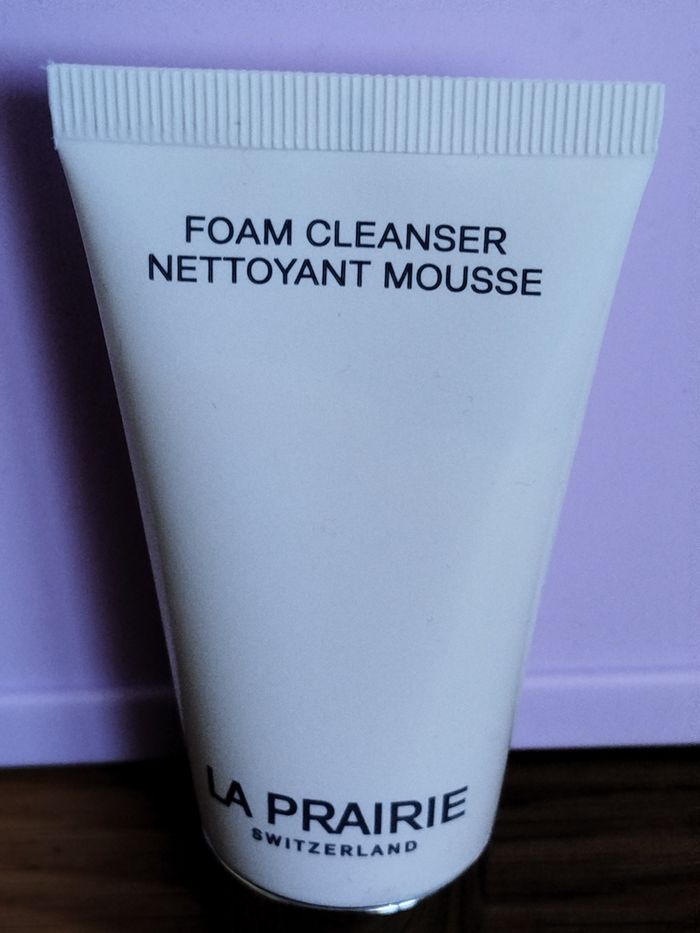 FOAM CLEANSER
NETTOYANT MOUSSE
LA PRAIRIE
SWITZERLAND